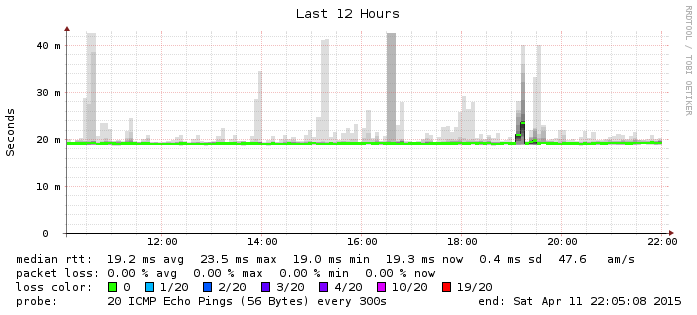 Last 12 Hours
RRDTOOL / TOBI OETIKER
Seconds
40 m
30 m
20 m
10 m
0
12:00 14:00 16:00 18:00 20:00 22:00
median rtt: 19.2 ms avg 23.5 ms max 19.0 ms min 19.3 ms now 0.4 ms sd 47.6 am/s
packet loss: 0.00 % avg 0.00 % max 0.00 % min 0.00 % now
loss color: 0 1/20 2/20 3/20 4/20 10/20 19/20
probe: 20 ICMP Echo Pings (56 Bytes) every 300s end: Sat Apr 11 22:05:08 2015